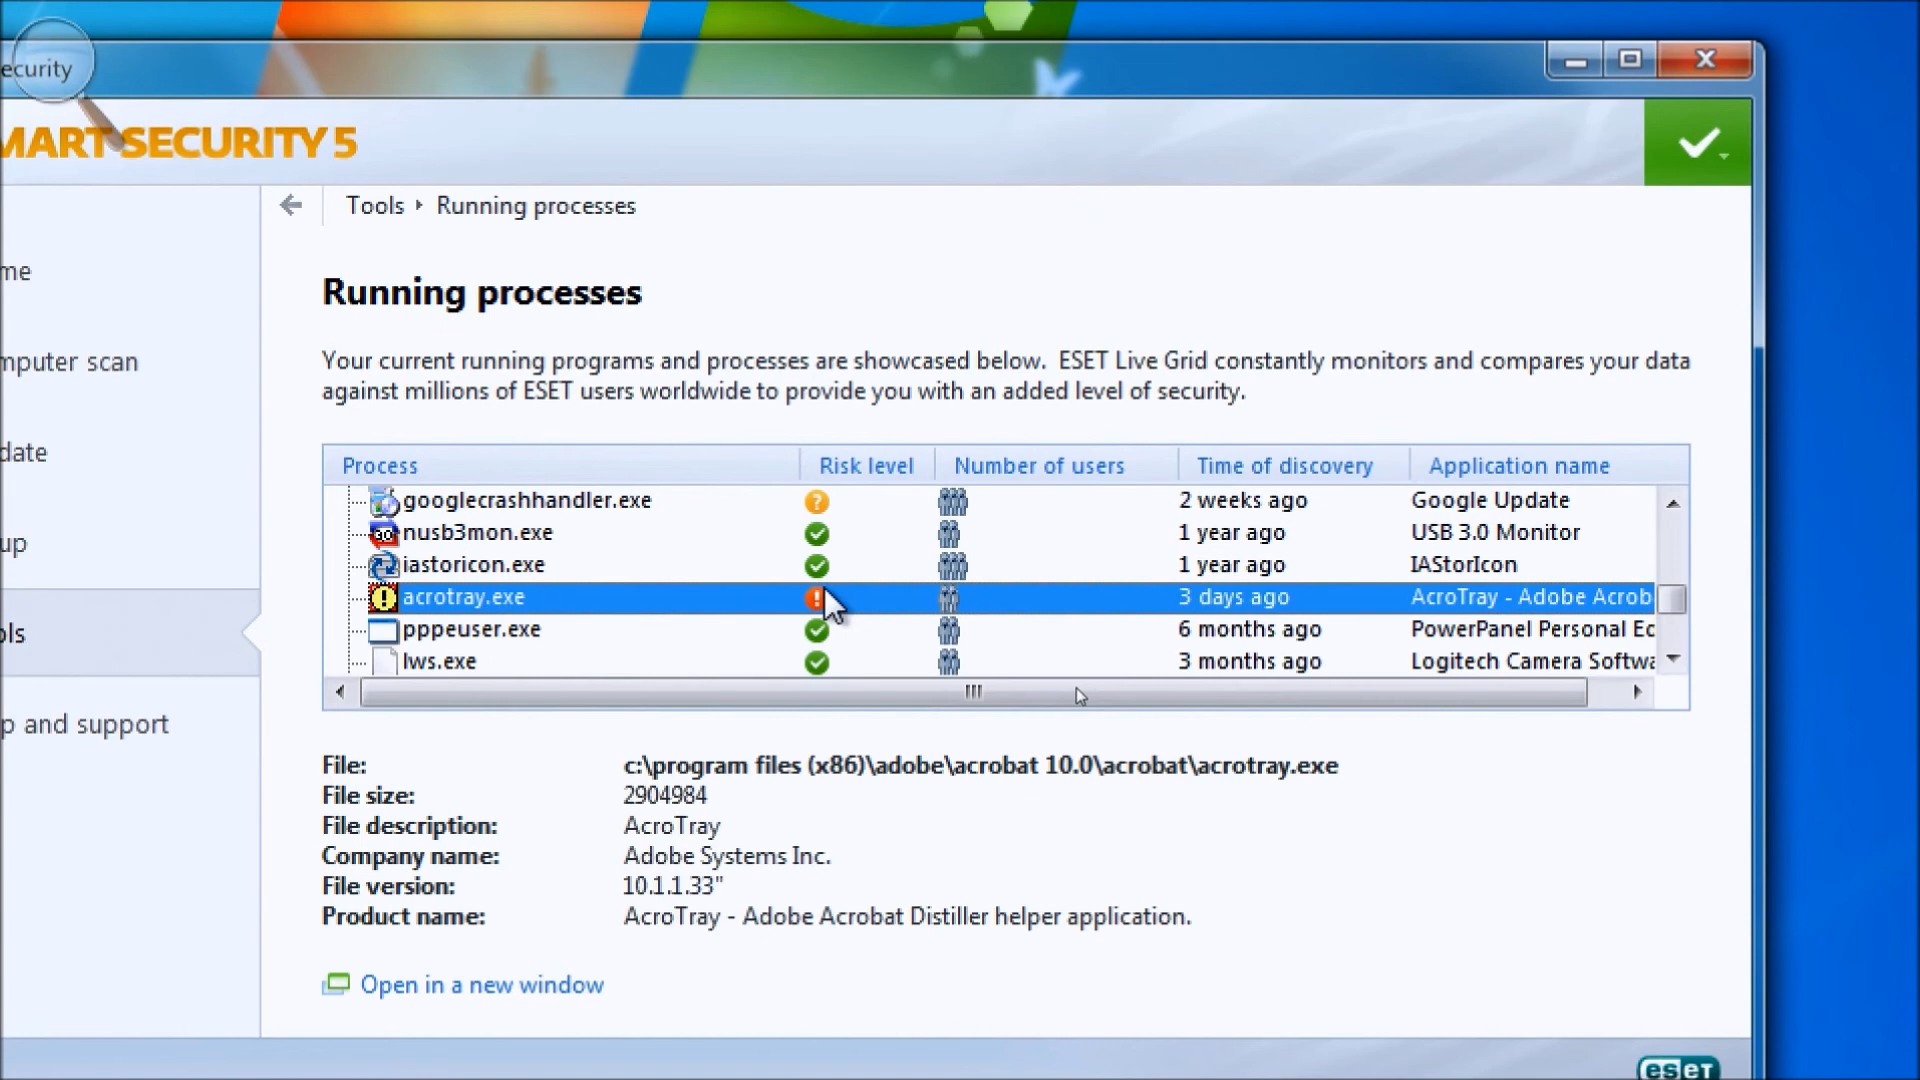 ecurity
MART SECURITY 5
Tools Running processes
me
Running processes
mputer scan
Your current running programs and processes are showcased below. ESET Live Grid constantly monitors and compares your data
against millions of ESET users worldwide to provide you with an added level of security.
date
Process Risk level Number of users Time of discovery Application name
googlecrashhandler.exe 2 weeks ago Google Update
nusb3mon.exe 1 year ago USB 3.0 Monitor
up
iastoricon.exe 1 year ago IAStorIcon
acrotray.exe 3 days ago AcroTray - Adobe Acrob
ols
pppeuser.exe 6 months ago PowerPanel Personal Ec
lws.exe 3 months ago Logitech Camera Softwa
p and support
File: c:\program files (x86)\adobe\acrobat 10.0\acrobat\acrotray.exe
File size: 2904984
File description: AcroTray
Company name: Adobe Systems Inc.
File version: 10.1.1.33"
Product name: AcroTray - Adobe Acrobat Distiller helper application.
Open in a new window
eseT